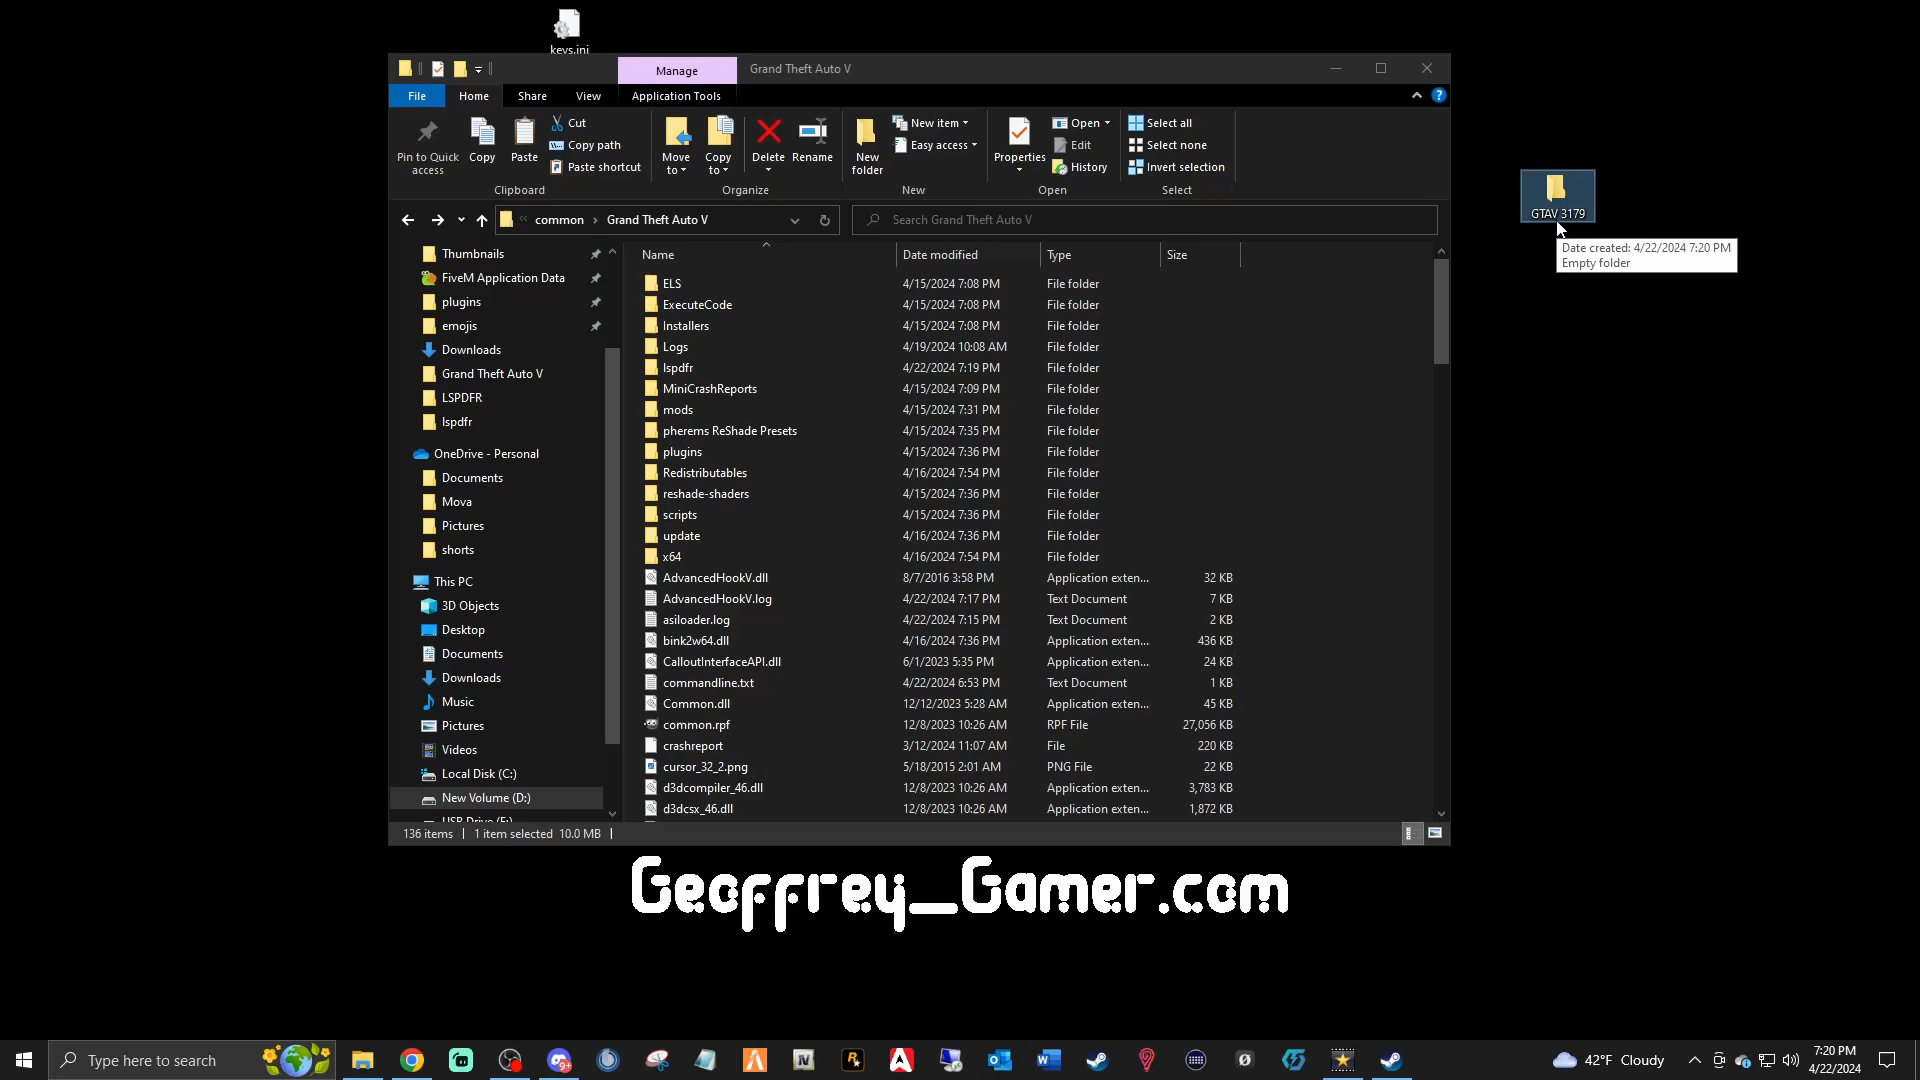 keys.ini
Manage
Grand Theft Auto V
File
Home
Share
View
Application Tools
Pin to Quick access
Copy
Paste
Cut
Copy path
Paste shortcut
Clipboard
Move to
Copy to
Delete
Rename
Organize
New folder
New item
Easy access
New
Properties
Open
Edit
History
Open
Select all
Select none
Invert selection
Select
« common > Grand Theft Auto V
Search Grand Theft Auto V
Thumbnails
FiveM Application Data
plugins
emojis
Downloads
Grand Theft Auto V
LSPDFR
lspdfr
OneDrive - Personal
Documents
Mova
Pictures
shorts
This PC
3D Objects
Desktop
Documents
Downloads
Music
Pictures
Videos
Local Disk (C:)
New Volume (D:)
Name Date modified Type Size
ELS 4/15/2024 7:08 PM File folder
ExecuteCode 4/15/2024 7:08 PM File folder
Installers 4/15/2024 7:08 PM File folder
Logs 4/19/2024 10:08 AM File folder
lspdfr 4/22/2024 7:19 PM File folder
MiniCrashReports 4/15/2024 7:09 PM File folder
mods 4/15/2024 7:31 PM File folder
pherems ReShade Presets 4/15/2024 7:35 PM File folder
plugins 4/15/2024 7:36 PM File folder
Redistributables 4/16/2024 7:54 PM File folder
reshade-shaders 4/15/2024 7:36 PM File folder
scripts 4/15/2024 7:36 PM File folder
update 4/16/2024 7:36 PM File folder
x64 4/16/2024 7:54 PM File folder
AdvancedHookV.dll 8/7/2016 3:58 PM Application exten... 32 KB
AdvancedHookV.log 4/22/2024 7:17 PM Text Document 7 KB
asiloader.log 4/22/2024 7:15 PM Text Document 2 KB
bink2w64.dll 4/16/2024 7:36 PM Application exten... 436 KB
CalloutInterfaceAPI.dll 6/1/2023 5:35 PM Application exten... 24 KB
commandline.txt 4/22/2024 6:53 PM Text Document 1 KB
Common.dll 12/12/2023 5:28 AM Application exten... 45 KB
common.rpf 12/8/2023 10:26 AM RPF File 27,056 KB
crashreport 3/12/2024 11:07 AM File 220 KB
cursor_32_2.png 5/18/2015 2:01 AM PNG File 22 KB
d3dcompiler_46.dll 12/8/2023 10:26 AM Application exten... 3,783 KB
d3dcsx_46.dll 12/8/2023 10:26 AM Application exten... 1,872 KB
136 items 1 item selected 10.0 MB
GTAV 3179
Date created: 4/22/2024 7:20 PM
Empty folder
Geoffrey_Gamer.com
Type here to search
9+
IV
42°F Cloudy
7:20 PM
4/22/2024